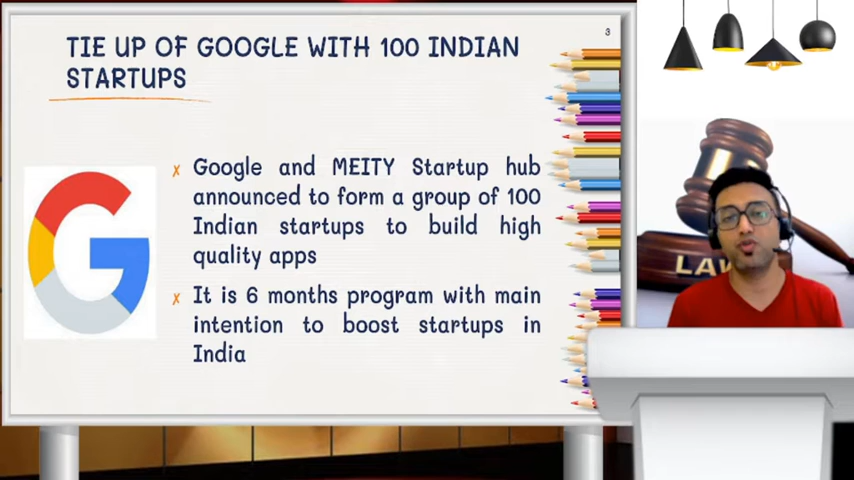 3
TIE UP OF GOOGLE WITH 100 INDIAN
STARTUPS
Google and MEITY Startup hub
announced to form a group of 100
Indian startups to build high
quality apps
It is 6 months program with main
intention to boost startups in
India
LAW